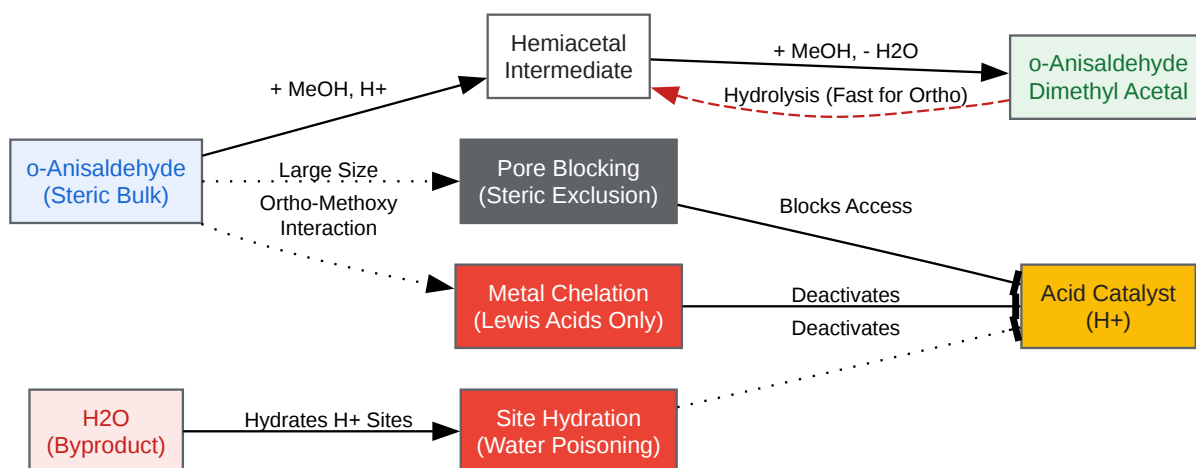 Hemiacetal
Intermediate
+ MeOH, - H2O
o-Anisaldehyde
Dimethyl Acetal
+ MeOH, H+
Hydrolysis (Fast for Ortho)
o-Anisaldehyde
(Steric Bulk)
Large Size
Ortho-Methoxy
Interaction
Pore Blocking
(Steric Exclusion)
Blocks Access
Metal Chelation
(Lewis Acids Only)
Deactivates
Deactivates
Acid Catalyst
(H+)
H2O
(Byproduct)
Hydrates H+ Sites
Site Hydration
(Water Poisoning)